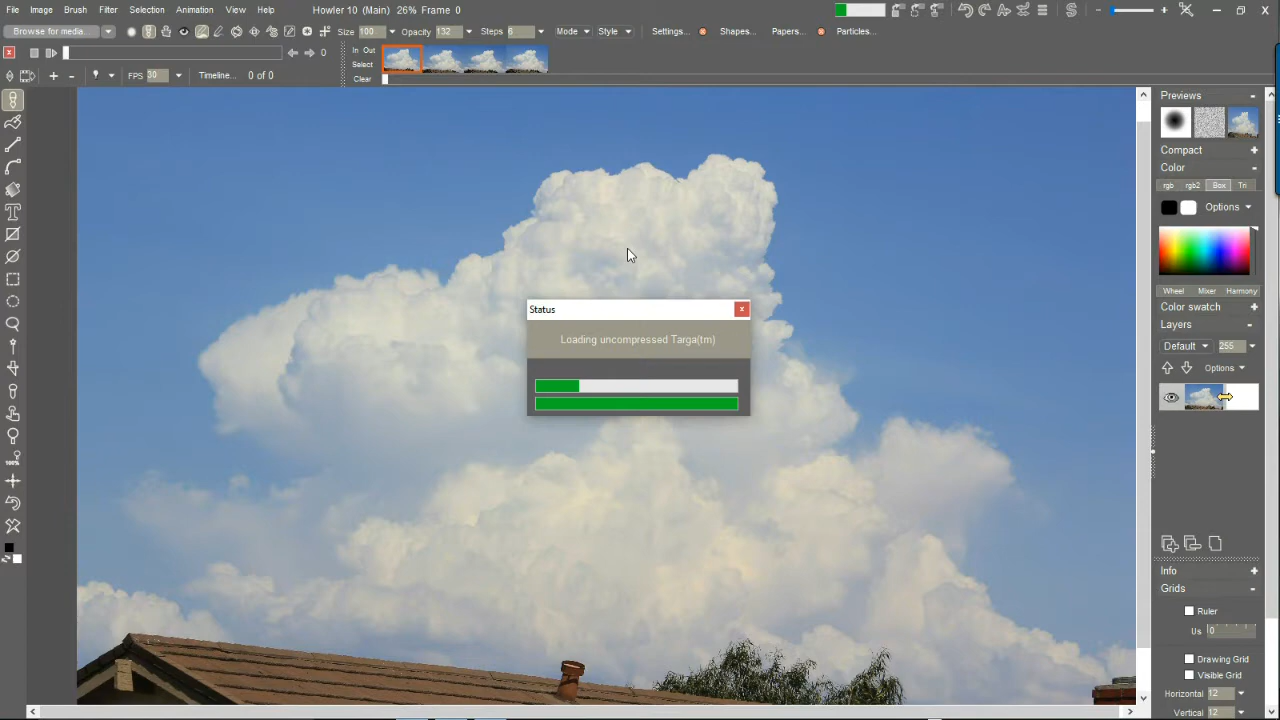 File Image Brush Filter Selection Animation View Help Howler 10 (Main) 26% Frame 0
Browse for media... Size 100 Opacity 132 Steps 6 Mode Style Settings... Shapes... Papers... Particles...
0 In Out
Select
FPS 30 Timeline... 0 of 0 Clear
Previews
Compact
Color
rgb rgb2 Box Tri
Options
Wheel Mixer Harmony
Color swatch
Layers
Default 255
Options
Status
Loading uncompressed Targa(tm)
100%
Info
Grids
Ruler
Us 0
Drawing Grid
Visible Grid
Horizontal 12
Vertical 12